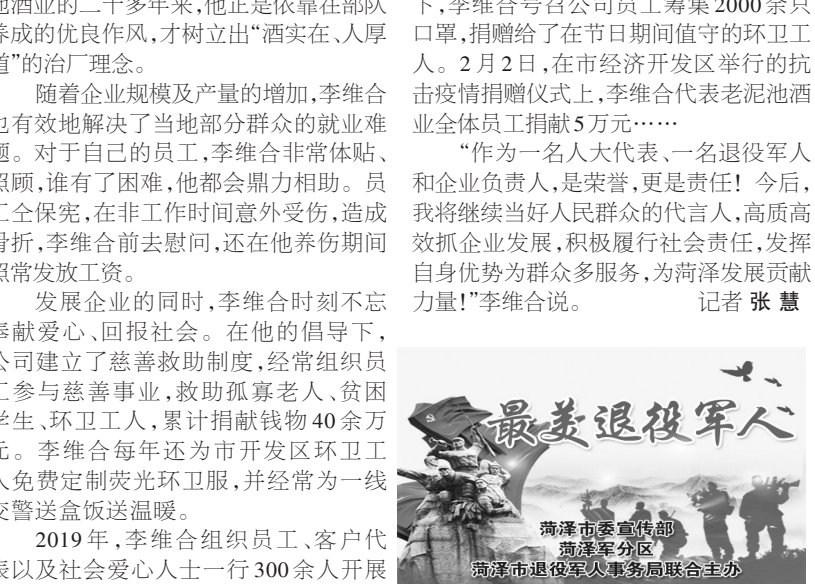 他酒业的二十多年来,他正是依靠在部队
养成的优良作风,才树立出“酒实在、人厚
道”的治厂理念。
随着企业规模及产量的增加,李维合
也有效地解决了当地部分群众的就业难
题。对于自己的员工,李维合非常体贴、
照顾,谁有了困难,他都会鼎力相助。员
工仝保宪,在非工作时间意外受伤,造成
骨折,李维合前去慰问,还在他养伤期间
照常发放工资。
发展企业的同时,李维合时刻不忘
奉献爱心、回报社会。在他的倡导下,
公司建立了慈善救助制度,经常组织员
工参与慈善事业,救助孤寡老人、贫困
学生、环卫工人,累计捐献钱物40余万
元。李维合每年还为市开发区环卫工
人免费定制荧光环卫服,并经常为一线
交警送盒饭送温暖。
2019年,李维合组织员工、客户代
表以及社会爱心人士一行300余人开展
下,李维合号召公司员工筹集2000余只
口罩,捐赠给了在节日期间值守的环卫工
人。2月2日,在市经济开发区举行的抗
击疫情捐赠仪式上,李维合代表老泥池酒
业全体员工捐献5万元……
“作为一名人大代表、一名退役军人
和企业负责人,是荣誉,更是责任!今后,
我将继续当好人民群众的代言人,高质高
效抓企业发展,积极履行社会责任,发挥
自身优势为群众多服务,为菏泽发展贡献
力量!”李维合说。 记者 张 慧
最美退役军人
菏泽市委宣传部
菏泽军分区
菏泽市退役军人事务局联合主办